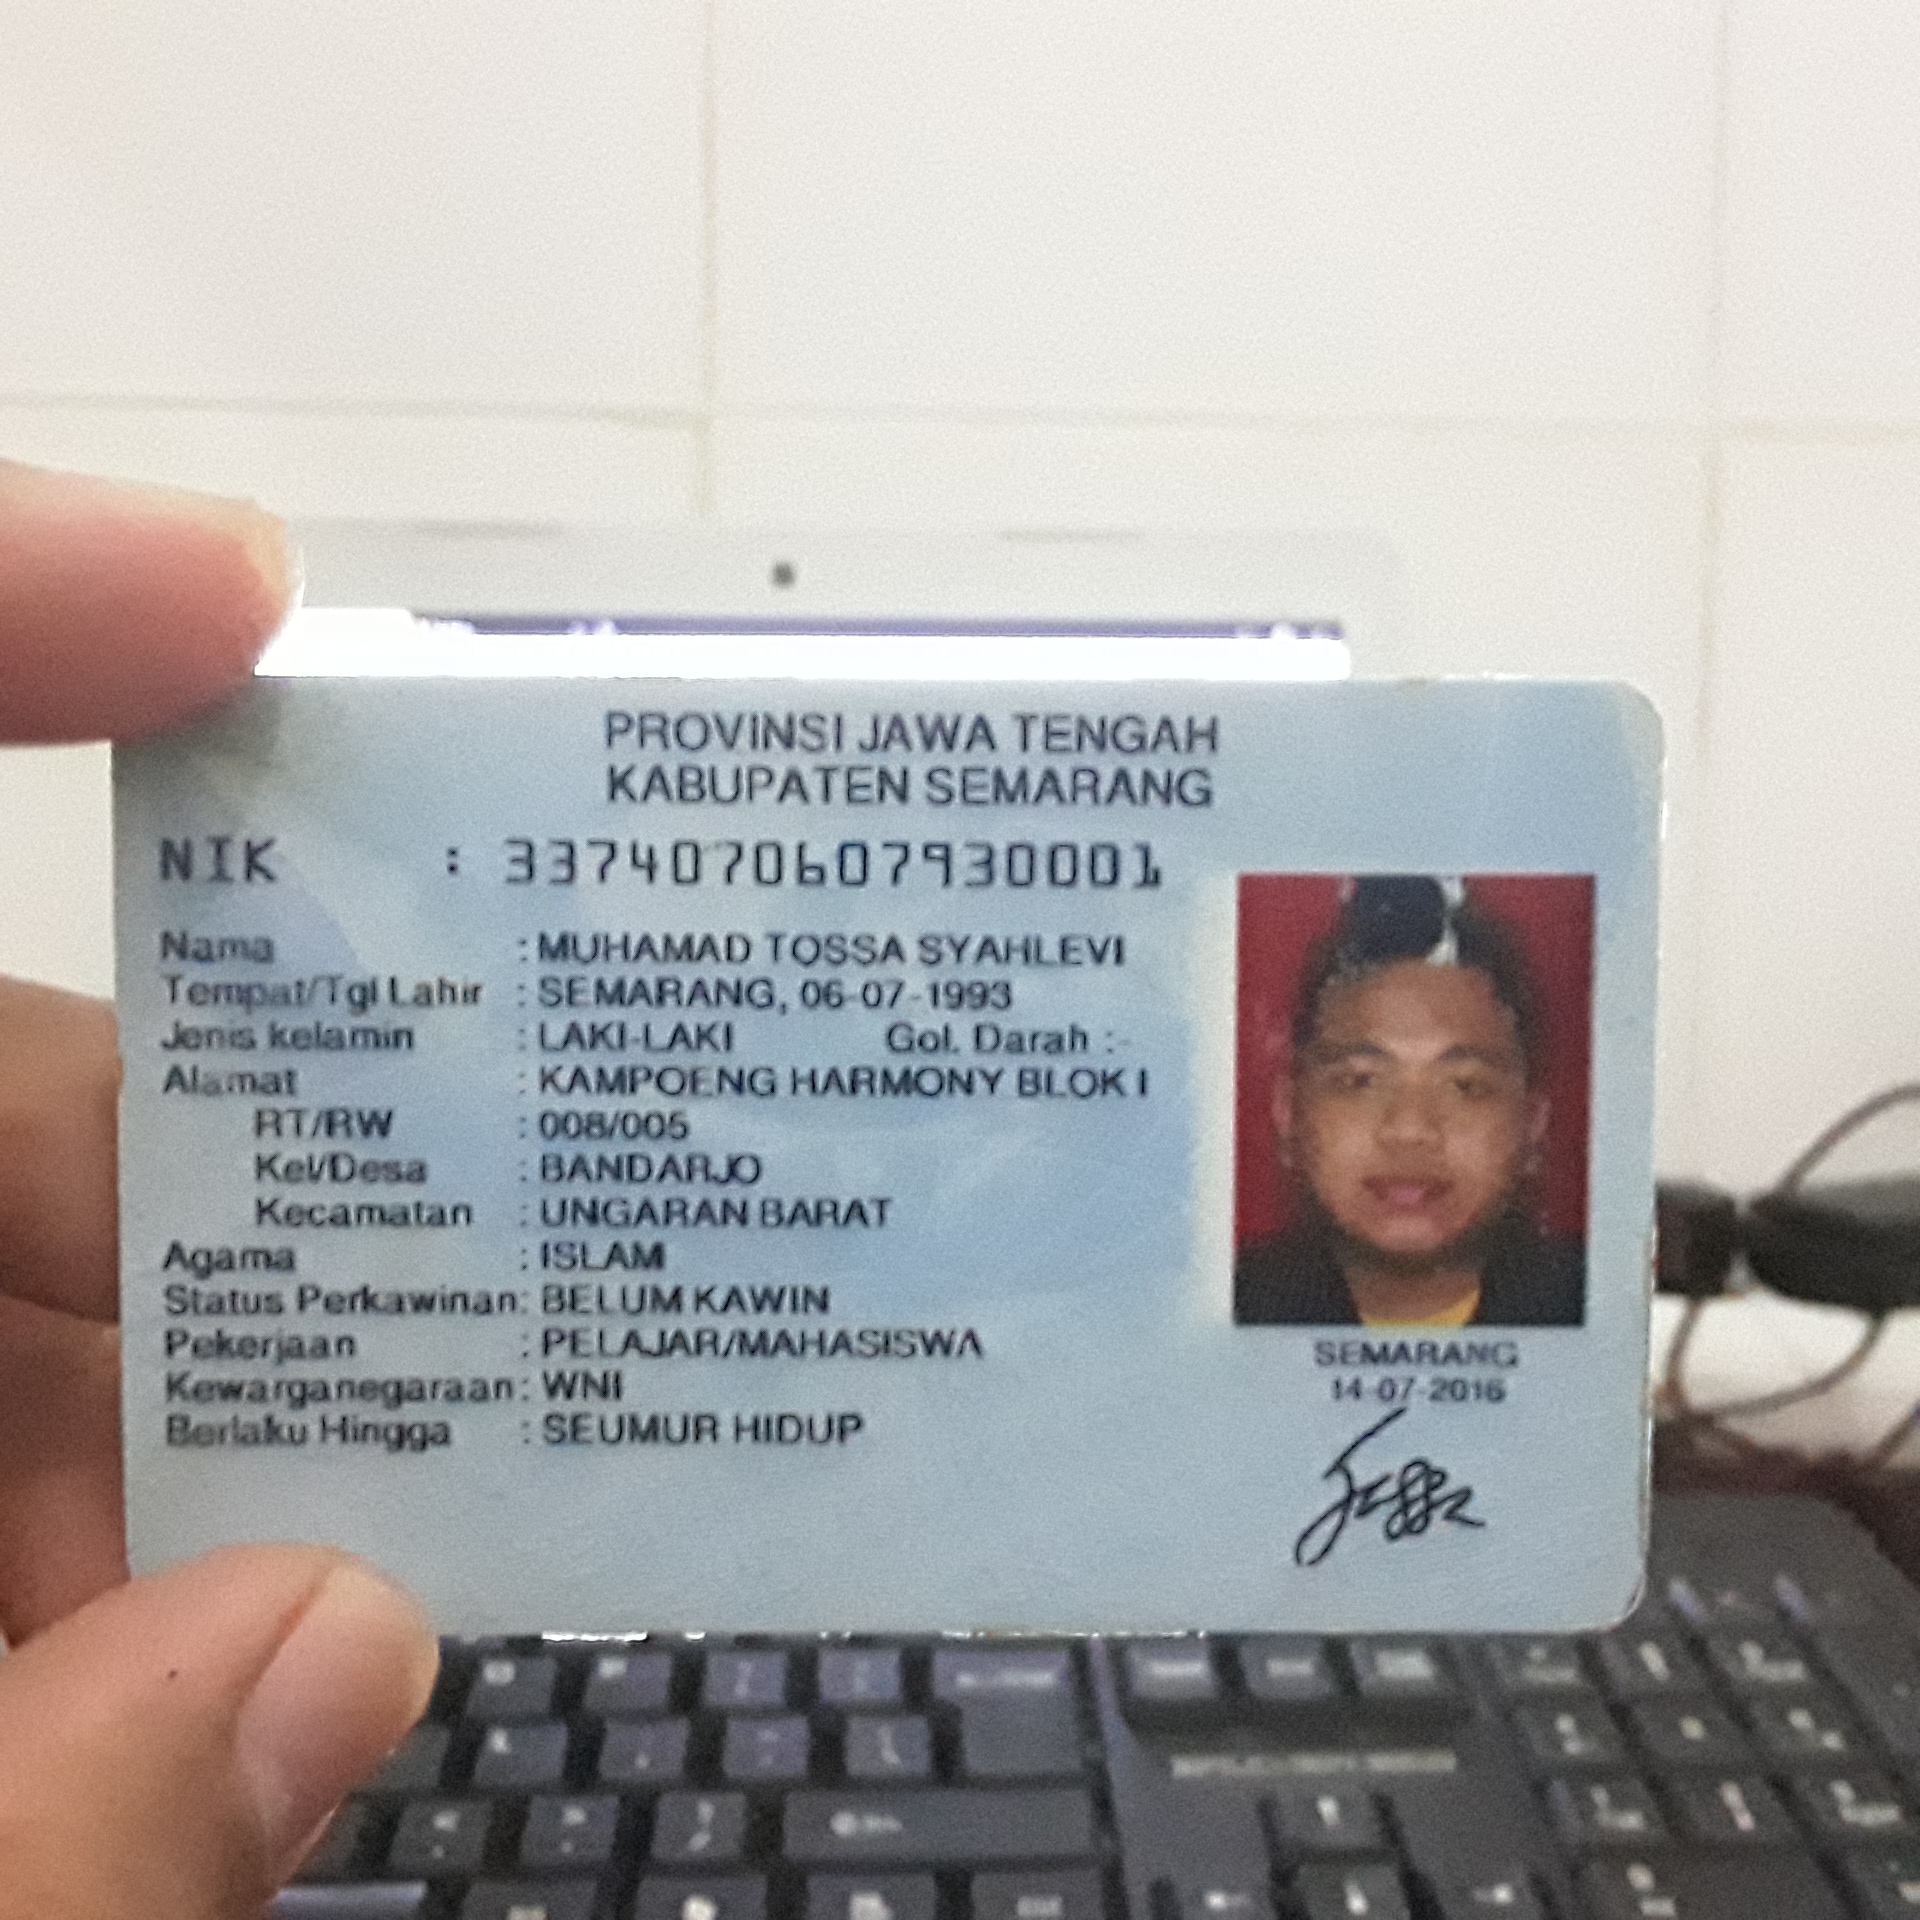 PROVINSI JAWA TENGAH
KABUPATEN SEMARANG
NIK : 3374070607930001
Nama : MUHAMAD TOSSA SYAHLEVI
Tempat/Tgl Lahir : SEMARANG, 06-07-1993
Jenis kelamin : LAKI-LAKI Gol. Darah :-
Alamat : KAMPOENG HARMONY BLOK I
RT/RW : 008/005
Kel/Desa : BANDARJO
Kecamatan : UNGARAN BARAT
Agama : ISLAM
Status Perkawinan: BELUM KAWIN
Pekerjaan : PELAJAR/MAHASISWA
Kewarganegaraan: WNI
Berlaku Hingga : SEUMUR HIDUP
SEMARANG
14-07-2016